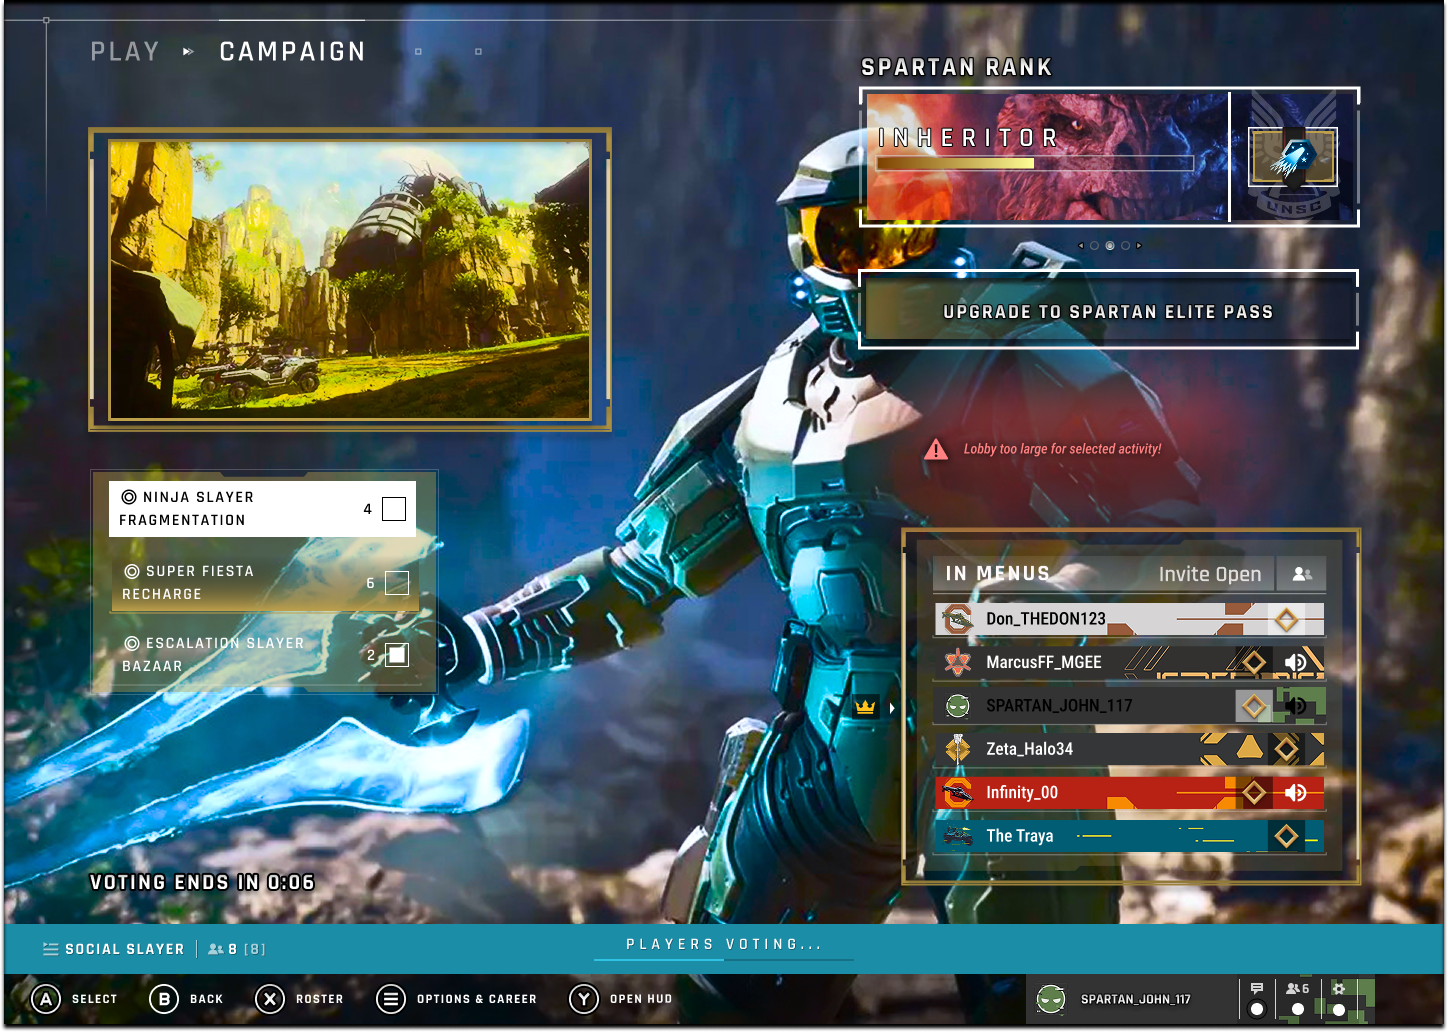 PLAY CAMPAIGN
SPARTAN RANK
INHERITOR
UNSC
UPGRADE TO SPARTAN ELITE PASS
Lobby too large for selected activity!
NINJA SLAYER
FRAGMENTATION
4
SUPER FIESTA
RECHARGE
6
ESCALATION SLAYER
BAZAAR
2
IN MENUS Invite Open
Don_THEDON123
MarcusFF_MGEE
SPARTAN_JOHN_117
Zeta_Halo34
Infinity_00
The Traya
VOTING ENDS IN 0:06
SOCIAL SLAYER 8 [8]
PLAYERS VOTING...
A SELECT B BACK X ROSTER OPTIONS & CAREER Y OPEN HUD
SPARTAN_JOHN_117 6